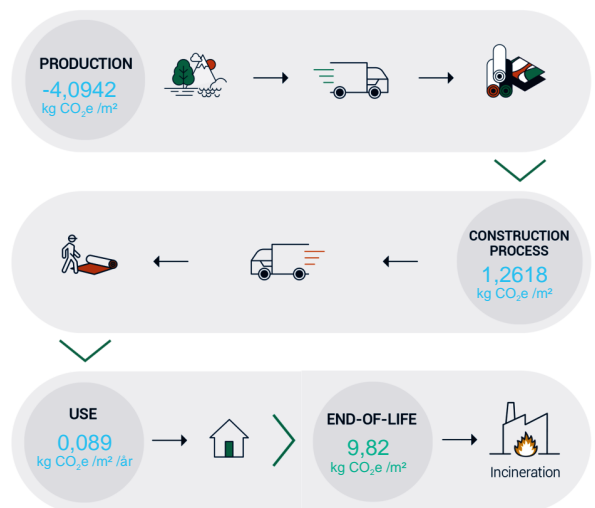 PRODUCTION
-4,0942
kg CO₂e /m²
CONSTRUCTION
PROCESS
1,2618
kg CO₂e /m²
USE
0,089
kg CO₂e /m² /år
END-OF-LIFE
9,82
kg CO₂e /m²
Incineration